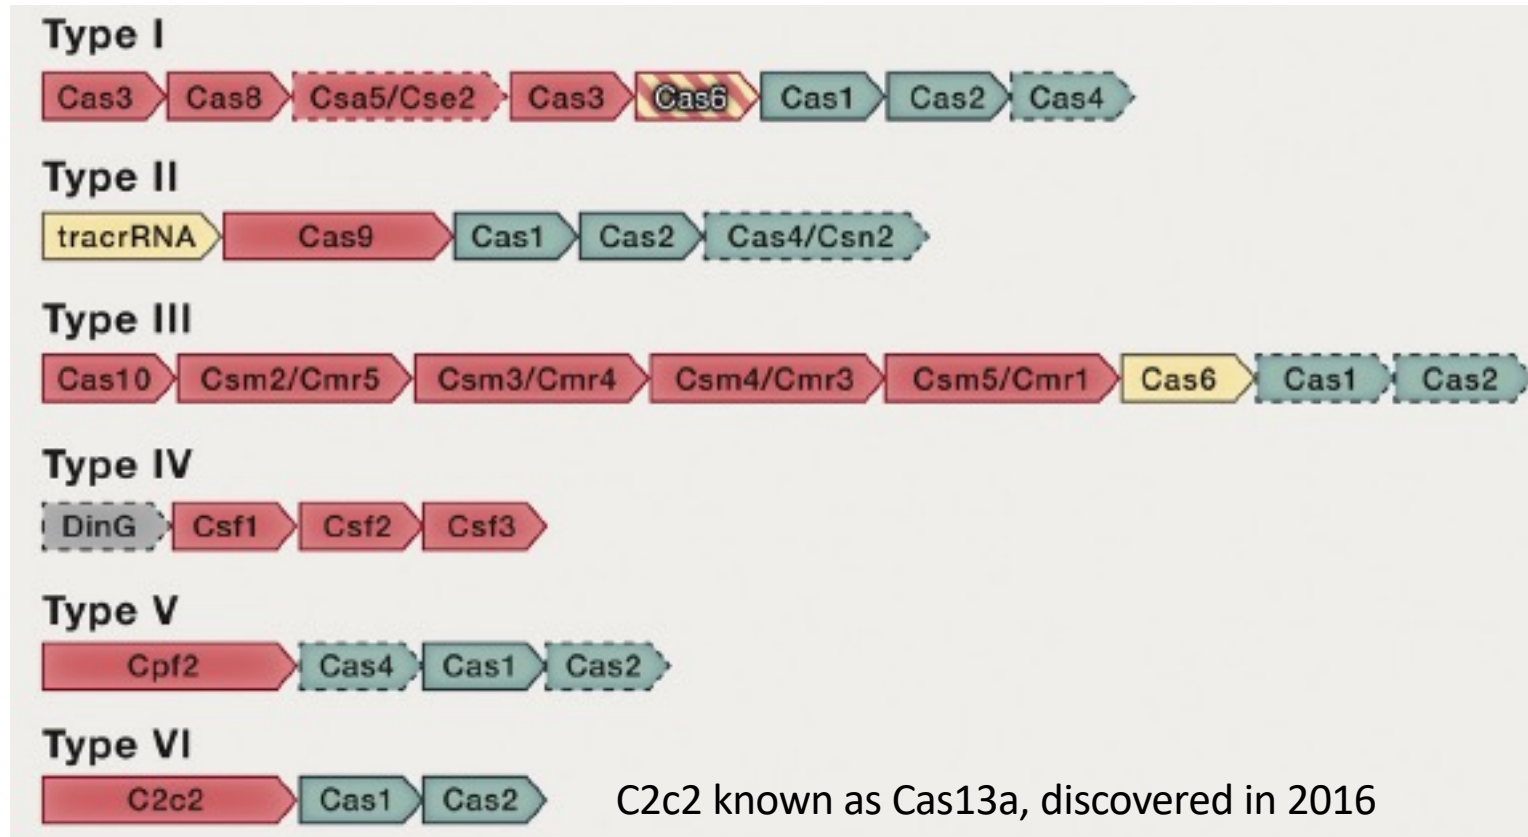 Type I
Cas3 Cas8 Csa5/Cse2 Cas3 Cas6 Cas1 Cas2 Cas4
Type II
tracrRNA Cas9 Cas1 Cas2 Cas4/Csn2
Type III
Cas10 Csm2/Cmr5 Csm3/Cmr4 Csm4/Cmr3 Csm5/Cmr1 Cas6 Cas1 Cas2
Type IV
DinG Csf1 Csf2 Csf3
Type V
Cpf2 Cas4 Cas1 Cas2
Type VI
C2c2 Cas1 Cas2 C2c2 known as Cas13a, discovered in 2016